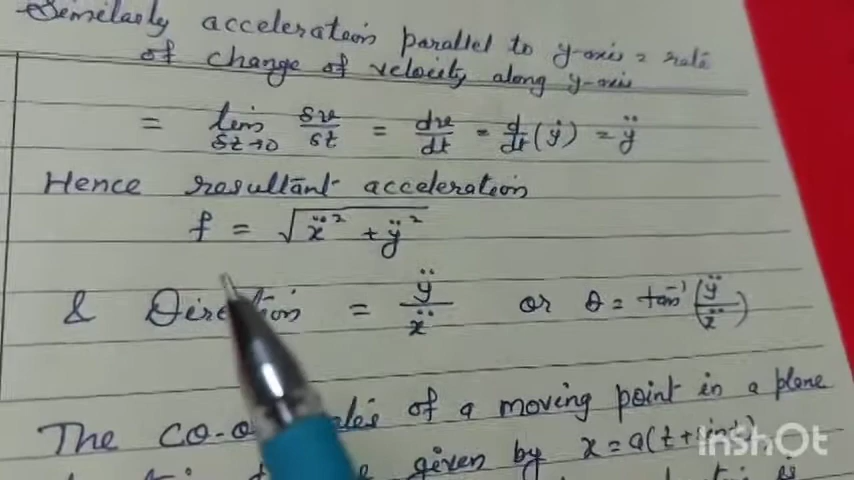 Similarly acceleration parallel to y-axis = rate
of change of velocity along y-axis
= lim δt→0 δv/δt = dv/dt = d/dt (ẏ) = ÿ
Hence resultant acceleration
f = √(ẍ² + ÿ²)
& Direction = ÿ/ẍ or θ = tan⁻¹(ÿ/ẍ)
The co-o of a moving point in a plane
given by x = a(t +
is
InShOt